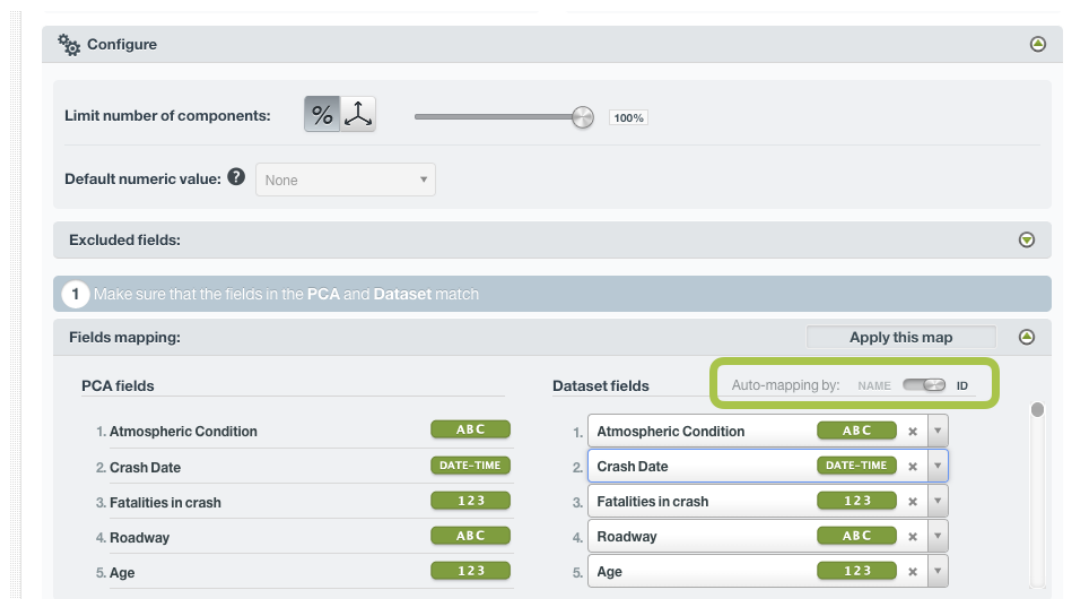 Configure
Limit number of components: % 100%
Default numeric value: ? None
Excluded fields:
1 Make sure that the fields in the PCA and Dataset match
Fields mapping: Apply this map
PCA fields Dataset fields Auto-mapping by: NAME ID
1. Atmospheric Condition ABC 1. Atmospheric Condition ABC x
2. Crash Date DATE-TIME 2. Crash Date DATE-TIME x
3. Fatalities in crash 123 3. Fatalities in crash 123 x
4. Roadway ABC 4. Roadway ABC x
5. Age 123 5. Age 123 x